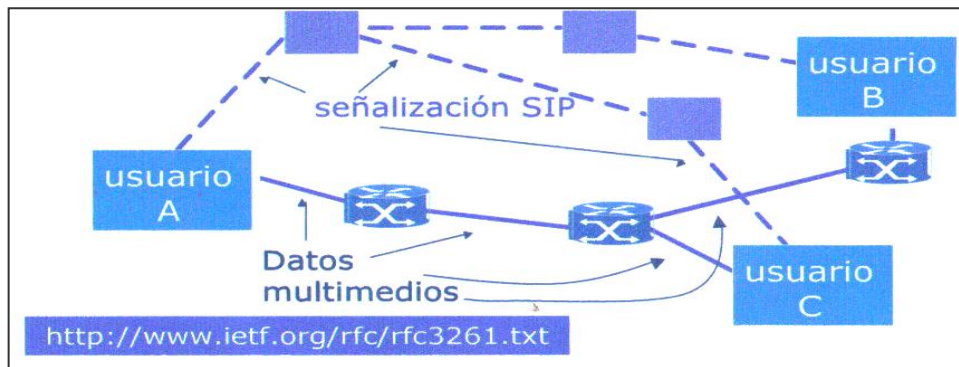 usuario
B
señalización SIP
usuario
A
Datos
multimedios
usuario
C
http://www.ietf.org/rfc/rfc3261.txt